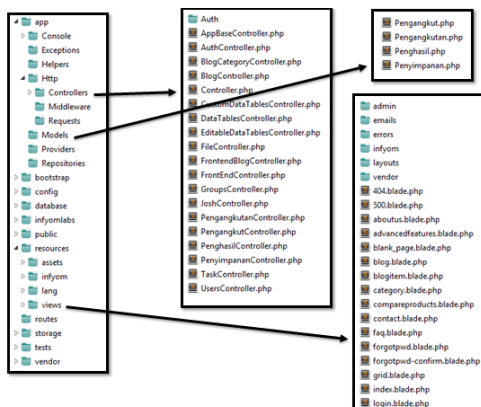 app
Console
Exceptions
Helpers
Http
Controllers
Middleware
Requests
Models
Providers
Repositories
bootstrap
config
database
infyomlabs
public
resources
assets
infyom
lang
views
routes
storage
tests
vendor
Auth
AppBaseController.php
AuthController.php
BlogCategoryController.php
BlogController.php
Controller.php
CustomDataTablesController.php
DataTablesController.php
EditableDataTablesController.php
FileController.php
FrontendBlogController.php
FrontEndController.php
GroupsController.php
JoshController.php
PengangkutanController.php
PengangkutController.php
PenghasilController.php
PenyimpananController.php
TaskController.php
UsersController.php
Pengangkut.php
Pengangkutan.php
Penghasil.php
Penyimpanan.php
admin
emails
errors
infyom
layouts
vendor
404.blade.php
500.blade.php
aboutus.blade.php
advancedfeatures.blade.php
blank_page.blade.php
blog.blade.php
blogitem.blade.php
category.blade.php
compareproducts.blade.php
contact.blade.php
faq.blade.php
forgotpwd.blade.php
forgotpwd-confirm.blade.php
grid.blade.php
index.blade.php
login.blade.php